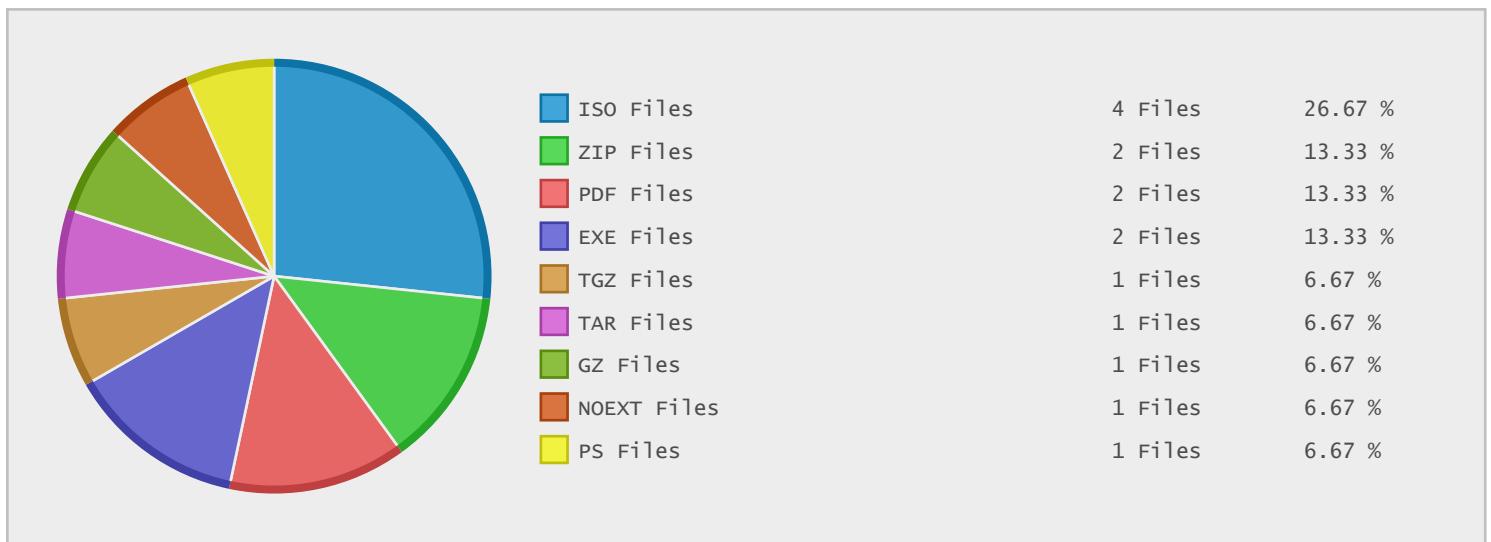 ISO Files 4 Files 26.67 %
ZIP Files 2 Files 13.33 %
PDF Files 2 Files 13.33 %
EXE Files 2 Files 13.33 %
TGZ Files 1 Files 6.67 %
TAR Files 1 Files 6.67 %
GZ Files 1 Files 6.67 %
NOEXT Files 1 Files 6.67 %
PS Files 1 Files 6.67 %